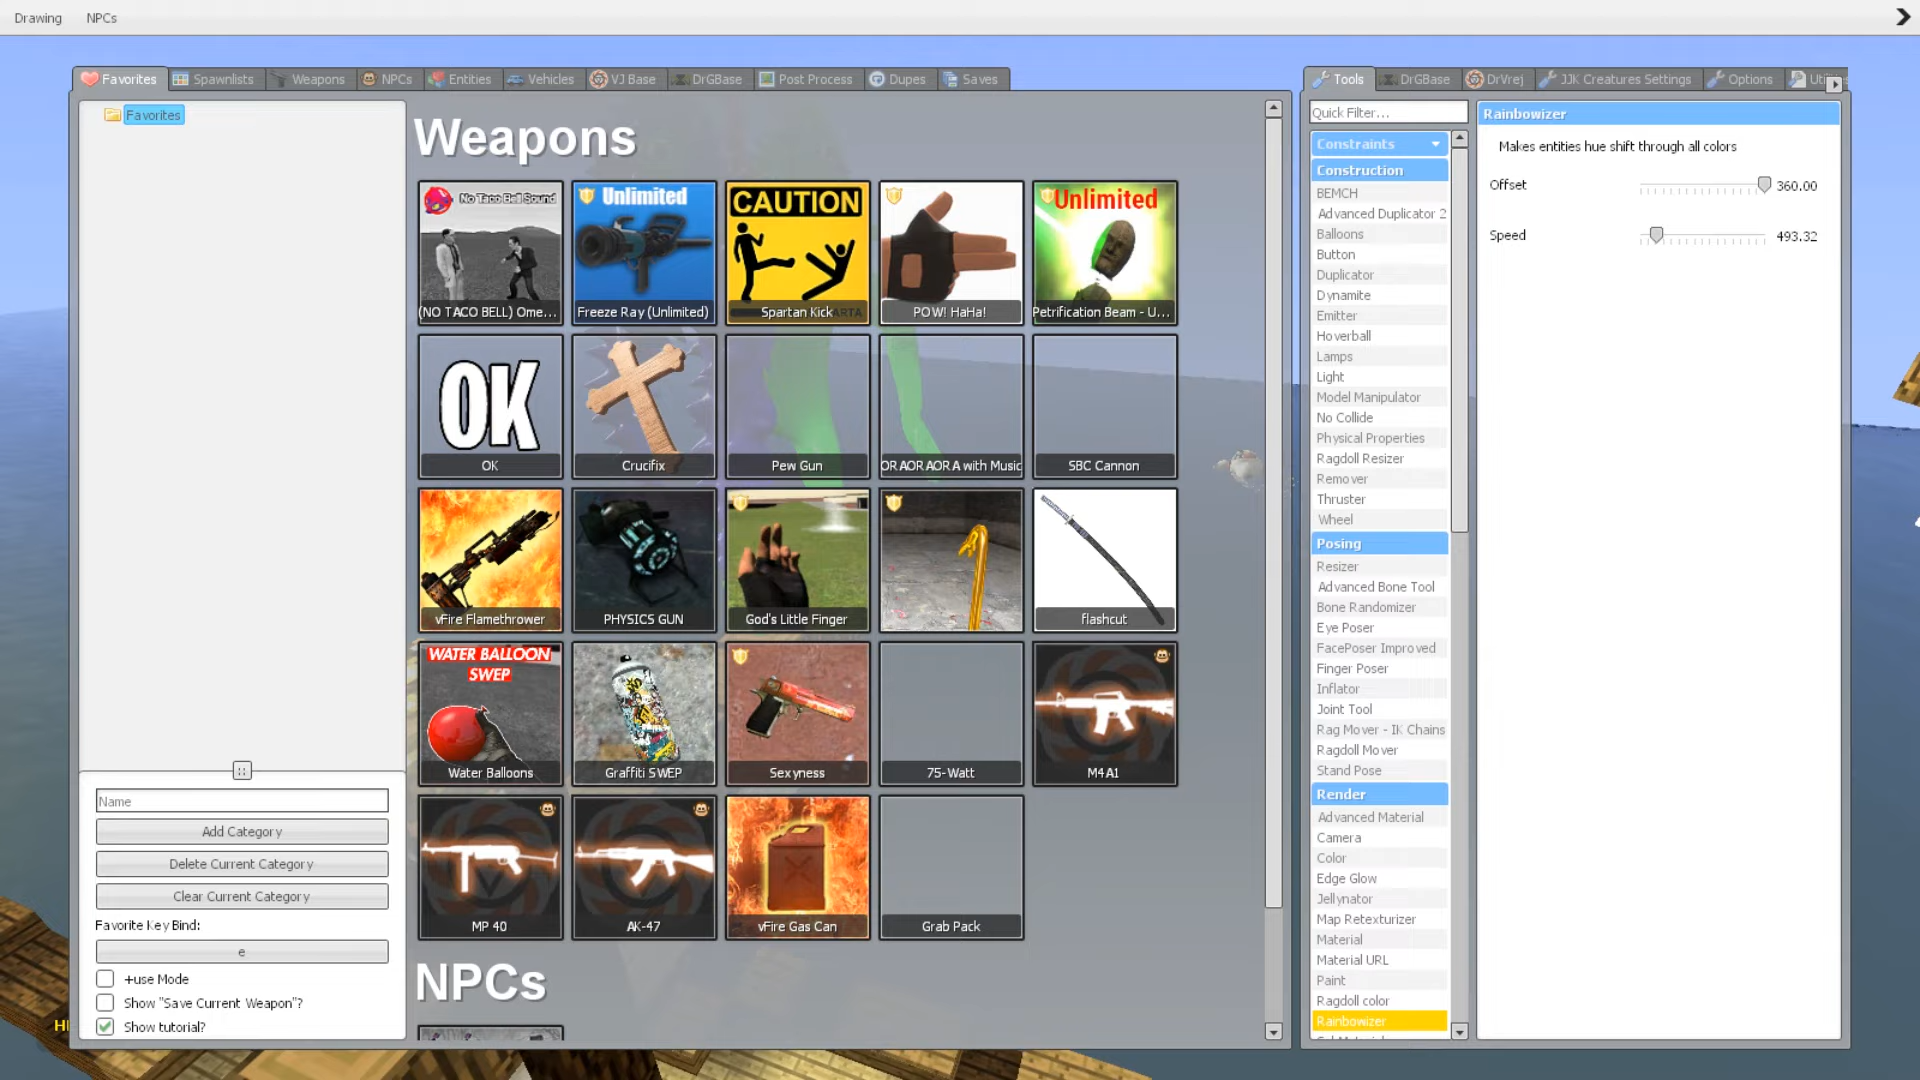 Drawing NPCs
Favorites Spawnlists Weapons NPCs Entities Vehicles VJ Base DrGBase Post Process Dupes Saves
Favorites
Weapons
No Taco Bell Sound
(NO TACO BELL) Ome...
Unlimited
Freeze Ray (Unlimited)
CAUTION
Spartan Kick
POW! HaHa!
Unlimited
Petrification Beam - U...
OK
OK
Crucifix
Pew Gun
ORAORAORA with Music
SBC Cannon
vFire Flamethrower
PHYSICS GUN
God's Little Finger
flashcut
WATER BALLOON
SWEP
Water Balloons
Graffiti SWEP
Sexyness
75-Watt
M4A1
MP 40
AK-47
vFire Gas Can
Grab Pack
NPCs
Name
Add Category
Delete Current Category
Clear Current Category
Favorite Key Bind:
e
+use Mode
Show "Save Current Weapon"?
Show tutorial?
Tools DrGBase DrVrej JJK Creatures Settings Options
Quick Filter...
Constraints
Construction
BEMCH
Advanced Duplicator 2
Balloons
Button
Duplicator
Dynamite
Emitter
Hoverball
Lamps
Light
Model Manipulator
No Collide
Physical Properties
Ragdoll Resizer
Remover
Thruster
Wheel
Posing
Resizer
Advanced Bone Tool
Bone Randomizer
Eye Poser
FacePoser Improved
Finger Poser
Inflator
Joint Tool
Rag Mover - IK Chains
Ragdoll Mover
Stand Pose
Render
Advanced Material
Camera
Color
Edge Glow
Jellynator
Map Retexturizer
Material
Material URL
Paint
Ragdoll color
Rainbowizer
Rainbowizer
Makes entities hue shift through all colors
Offset 360.00
Speed 493.32